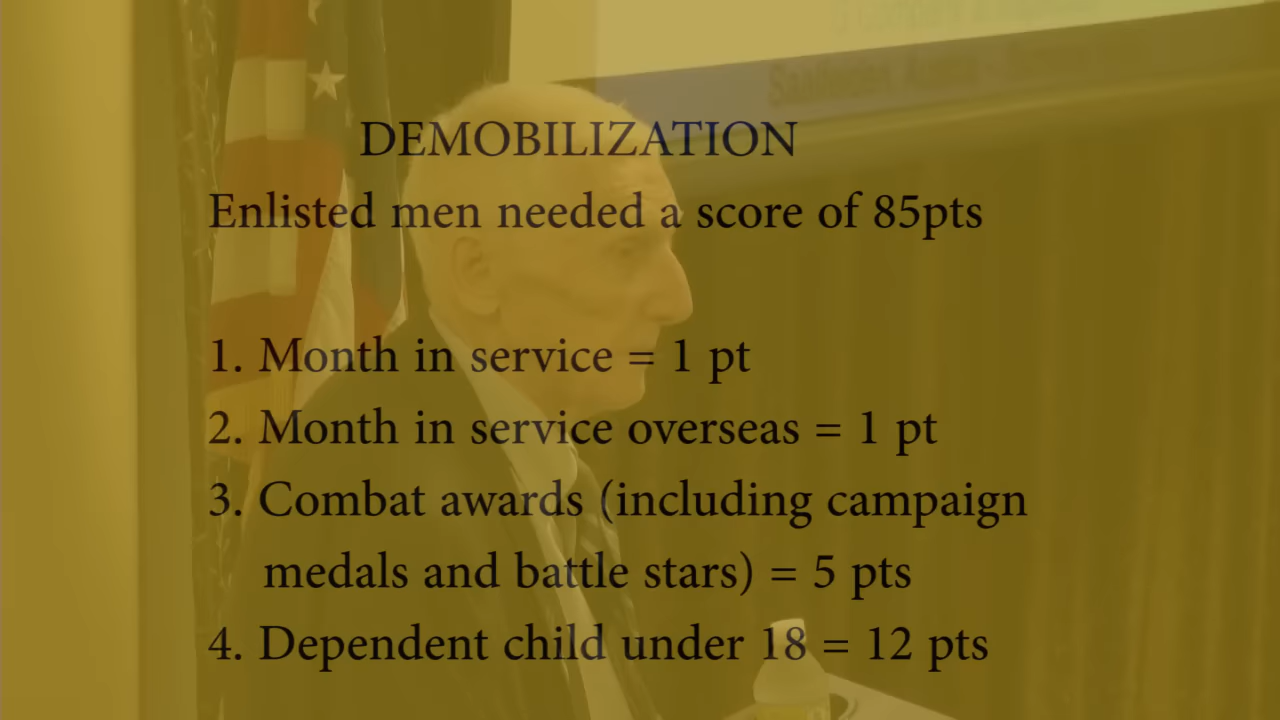 Saalfelden, Austria -
DEMOBILIZATION
Enlisted men needed a score of 85pts
1. Month in service = 1 pt
2. Month in service overseas = 1 pt
3. Combat awards (including campaign
medals and battle stars) = 5 pts
4. Dependent child under 18 = 12 pts